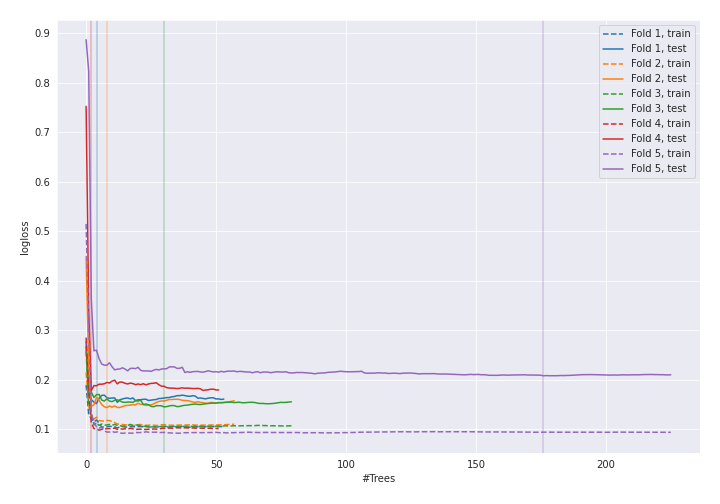 0.9
0.8
0.7
0.6
0.5
0.4
0.3
0.2
0.1
logloss
0
50
100
150
200
#Trees
Fold 1, train
Fold 1, test
Fold 2, train
Fold 2, test
Fold 3, train
Fold 3, test
Fold 4, train
Fold 4, test
Fold 5, train
Fold 5, test